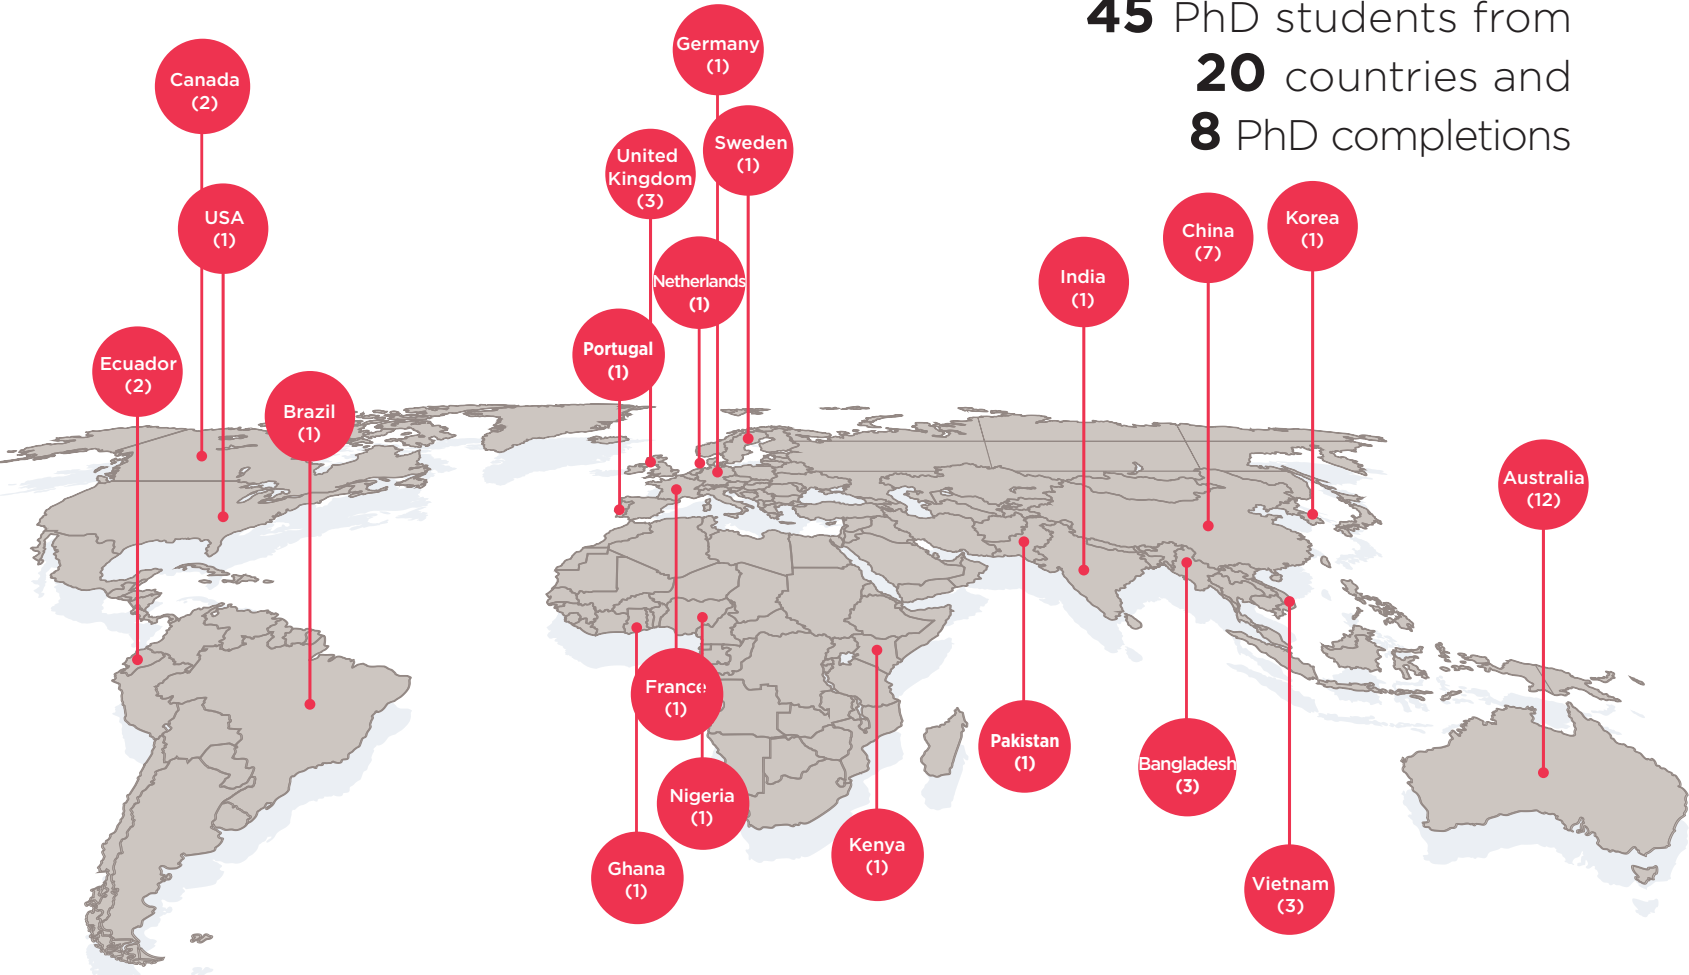 45 PhD students from
20 countries and
8 PhD completions
Germany
(1)
Canada
(2)
Sweden
(1)
United
Kingdom
(3)
USA
(1)
Korea
(1)
China
(7)
Netherlands
(1)
India
(1)
Portugal
(1)
Ecuador
(2)
Brazil
(1)
Australia
(12)
France
(1)
Pakistan
(1)
Bangladesh
(3)
Nigeria
(1)
Kenya
(1)
Ghana
(1)
Vietnam
(3)